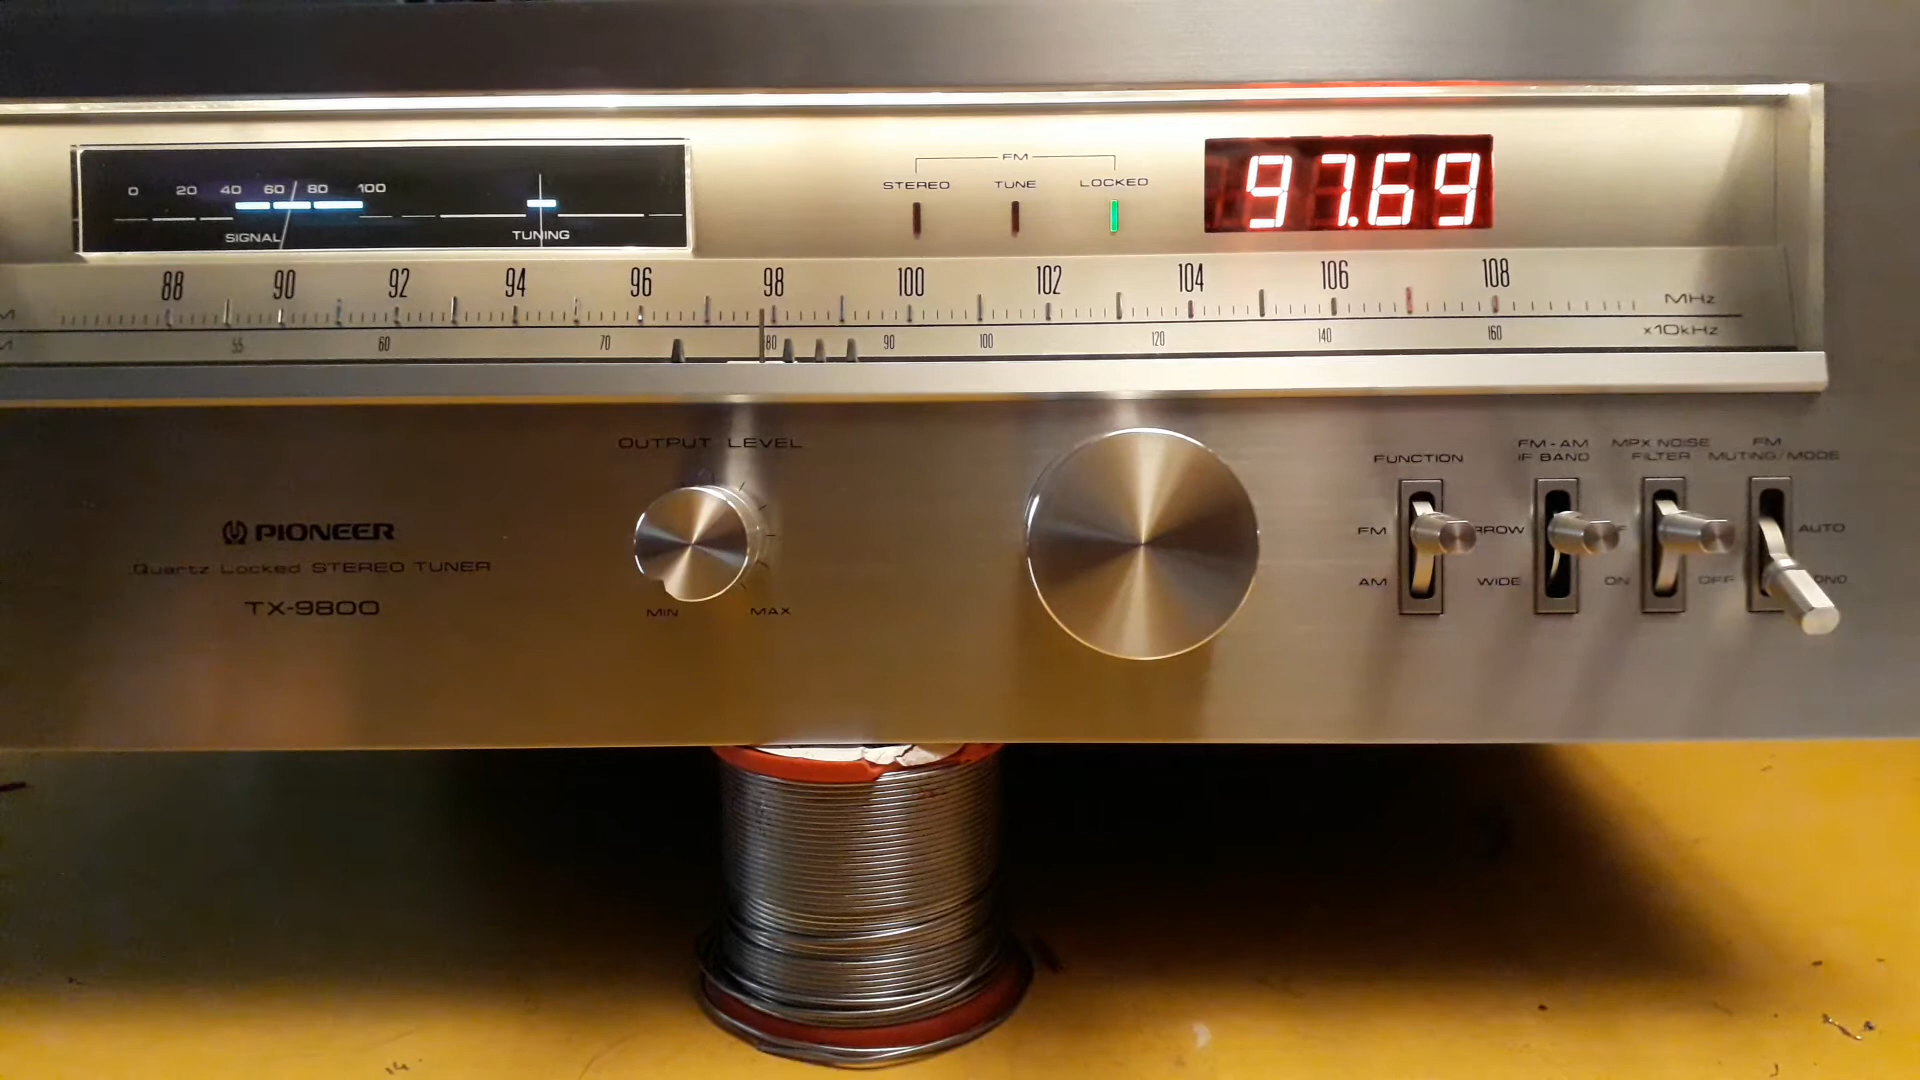 0 20 40 60 80 100
SIGNAL TUNING
FM
STEREO TUNE LOCKED
97.69
88 90 92 94 96 98 100 102 104 106 108 MHz
55 60 70 80 90 100 120 140 160 x10kHz
OUTPUT LEVEL
MIN MAX
PIONEER
Quartz Locked STEREO TUNER
TX-9800
FUNCTION
FM
AM
FM-AM
IF BAND
WIDE
MPX NOISE
FILTER
ON
FM
MUTING/MODE
AUTO
OFF